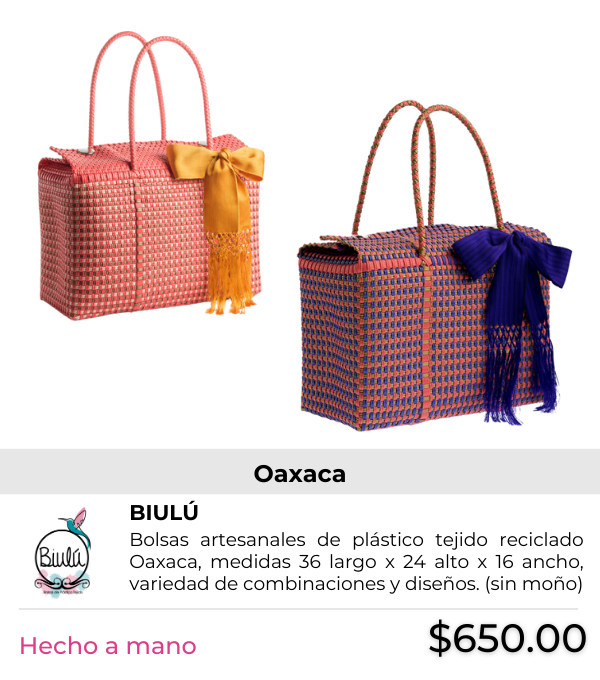 Oaxaca
BIULÚ
Bolsas artesanales de plástico tejido reciclado
Oaxaca, medidas 36 largo x 24 alto x 16 ancho,
variedad de combinaciones y diseños. (sin moño)
Biulú
Hecho a mano
$650.00